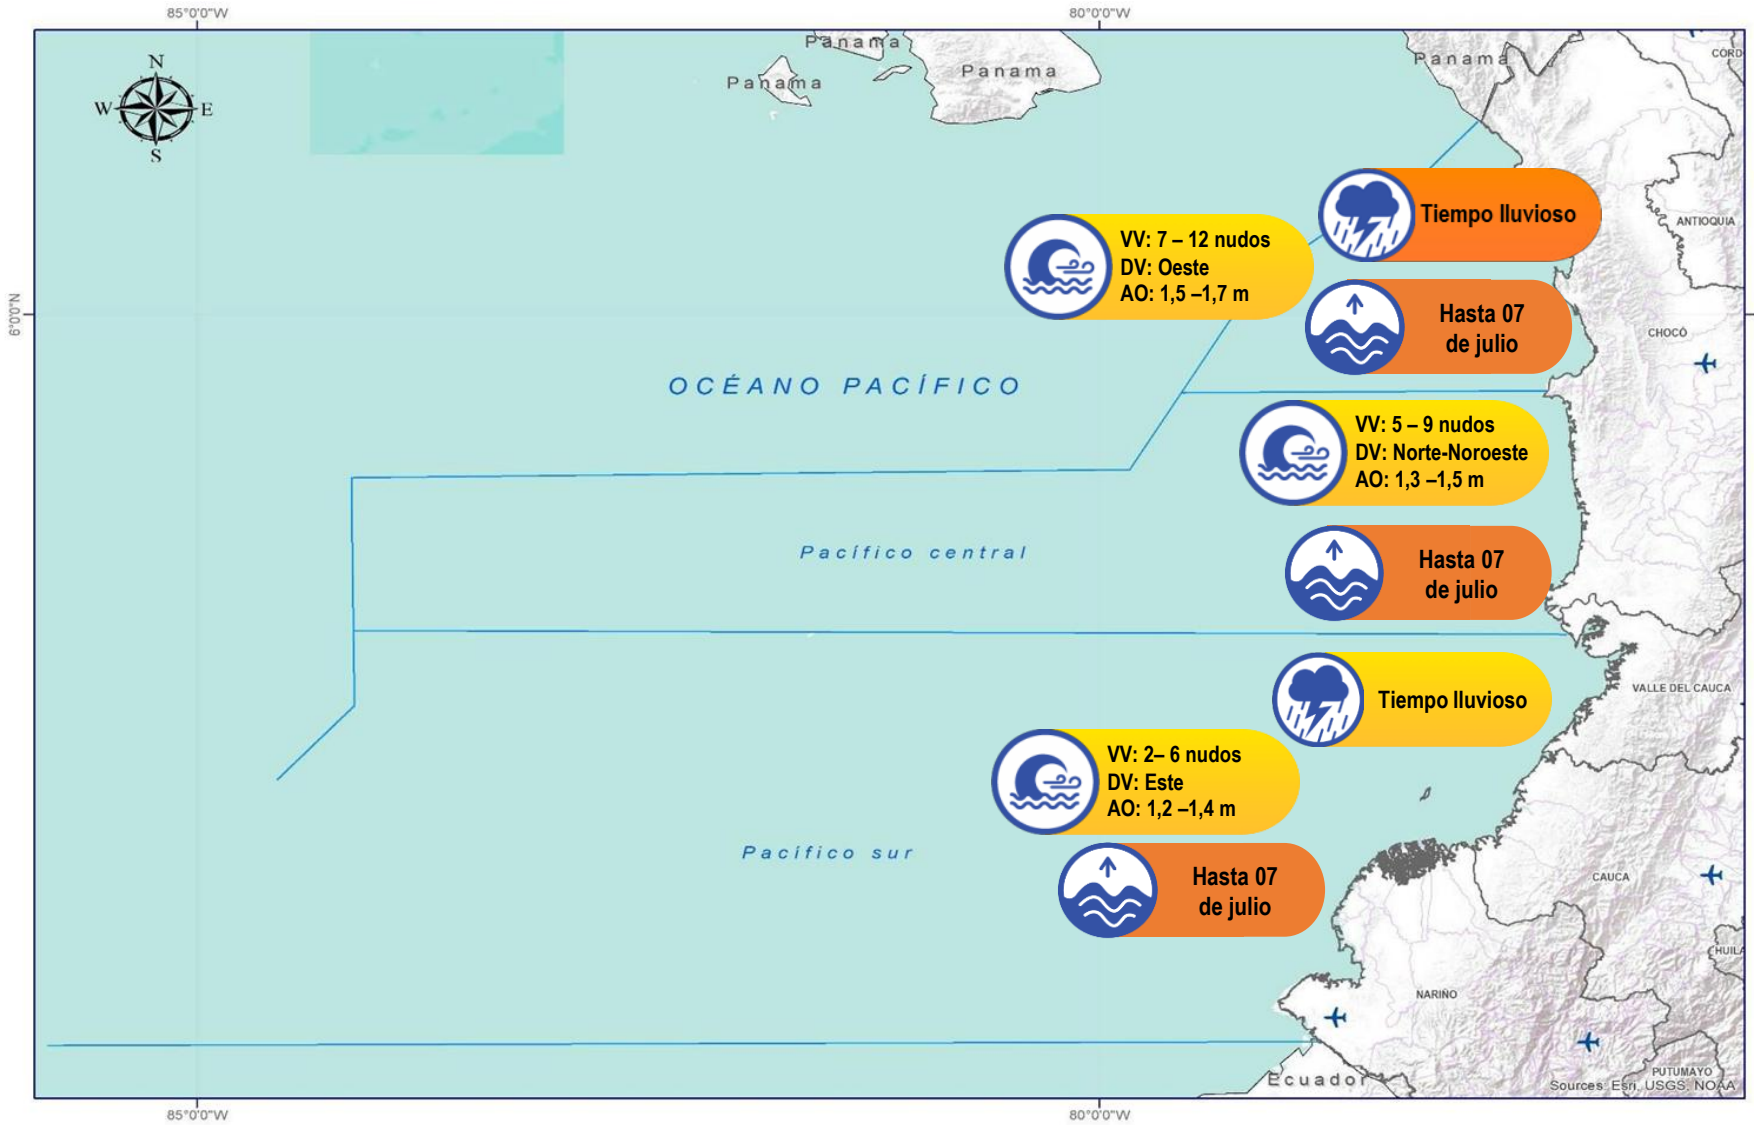 85°0'0"W
80°0'0"W
N
W
E
S
Panama
Panama
Panama
Panama
CÓRD
ANTIOQUIA
Tiempo lluvioso
VV: 7 – 12 nudos
DV: Oeste
AO: 1,5 –1,7 m
6°0'0"N
Hasta 07
de julio
CHOCÓ
OCÉANO PACÍFICO
VV: 5 – 9 nudos
DV: Norte-Noroeste
AO: 1,3 –1,5 m
Pacífico central
Hasta 07
de julio
VALLE DEL CAUCA
Tiempo lluvioso
VV: 2– 6 nudos
DV: Este
AO: 1,2 –1,4 m
Pacífico sur
Hasta 07
de julio
CAUCA
HUILA
NARIÑO
PUTUMAYO
Ecuador
Sources: Esri, USGS, NOAA
85°0'0"W
80°0'0"W